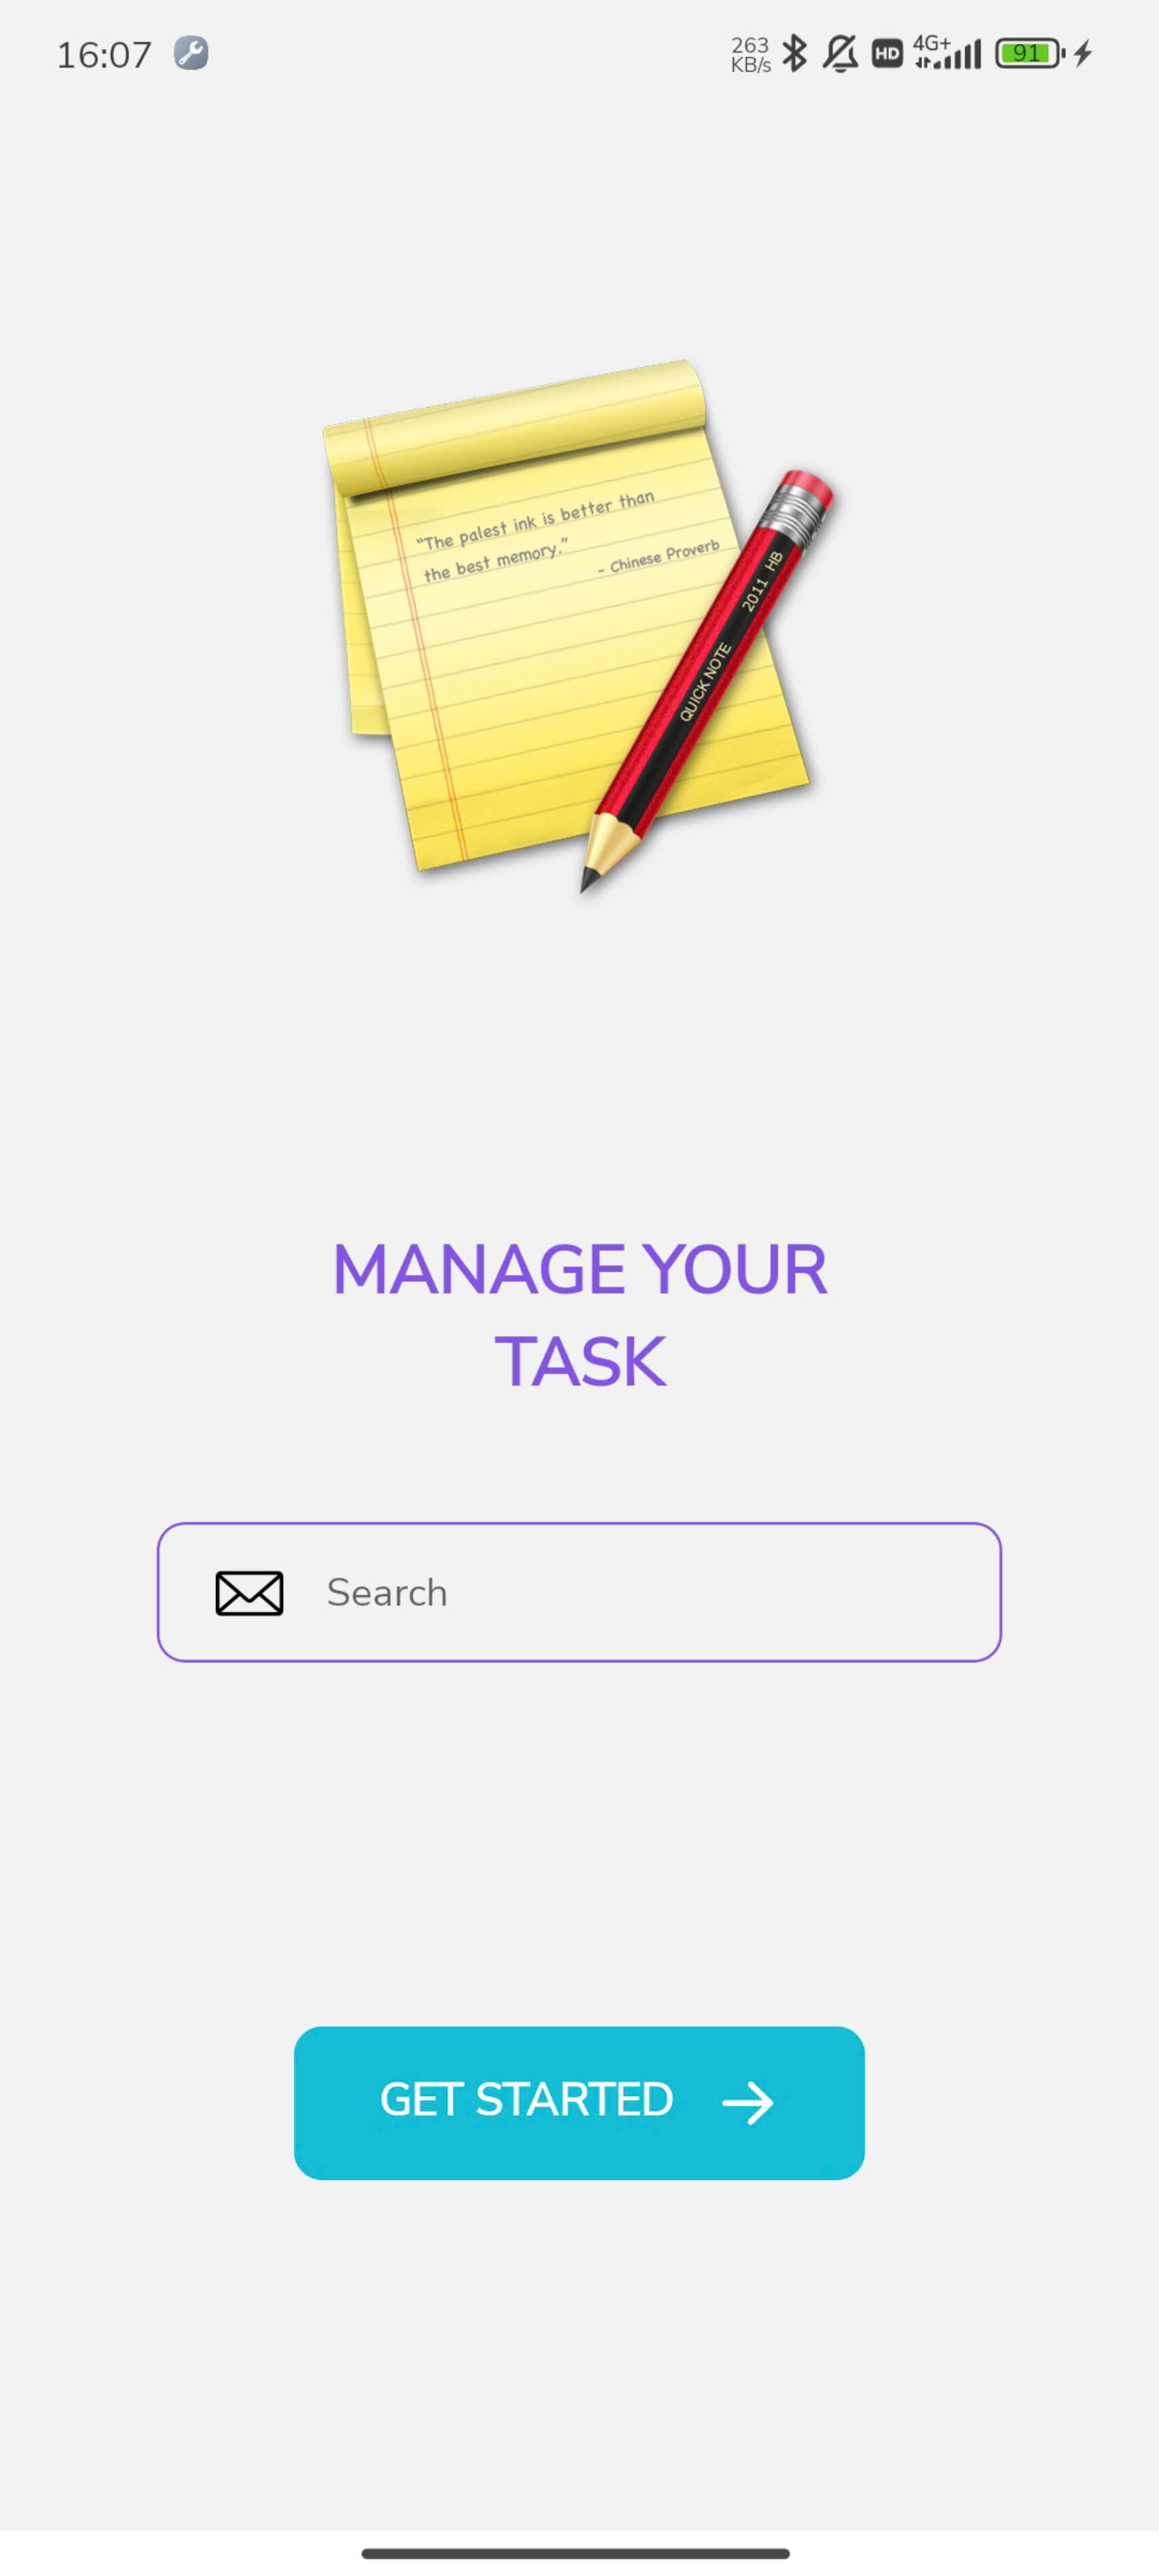 16:07
263
KB/s
HD
4G+
91
“The palest ink is better than
the best memory.”
- Chinese Proverb
QUICK NOTE 2011 HB
MANAGE YOUR
TASK
Search
GET STARTED